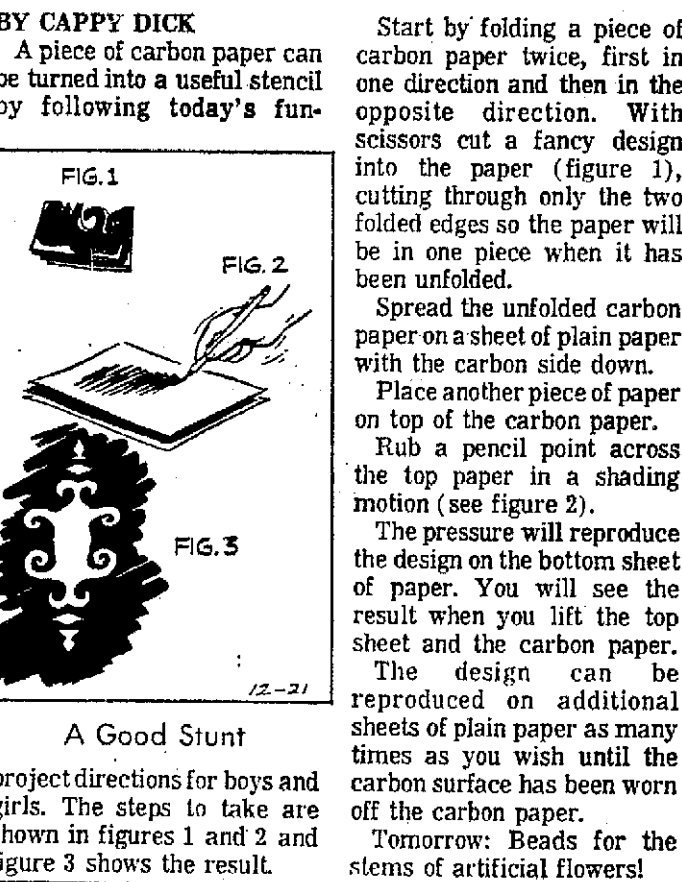 BY CAPPY DICK
A piece of carbon paper can
be turned into a useful stencil
by following today's fun-
FIG.1
FIG. 2
FIG. 3
12-21
A Good Stunt
project directions for boys and
girls. The steps to take are
shown in figures 1 and 2 and
figure 3 shows the result.
Start by folding a piece of
carbon paper twice, first in
one direction and then in the
opposite direction. With
scissors cut a fancy design
into the paper (figure 1),
cutting through only the two
folded edges so the paper will
be in one piece when it has
been unfolded.
Spread the unfolded carbon
paper on a sheet of plain paper
with the carbon side down.
Place another piece of paper
on top of the carbon paper.
Rub a pencil point across
the top paper in a shading
motion (see figure 2).
The pressure will reproduce
the design on the bottom sheet
of paper. You will see the
result when you lift the top
sheet and the carbon paper.
The design can be
reproduced on additional
sheets of plain paper as many
times as you wish until the
carbon surface has been worn
off the carbon paper.
Tomorrow: Beads for the
stems of artificial flowers!